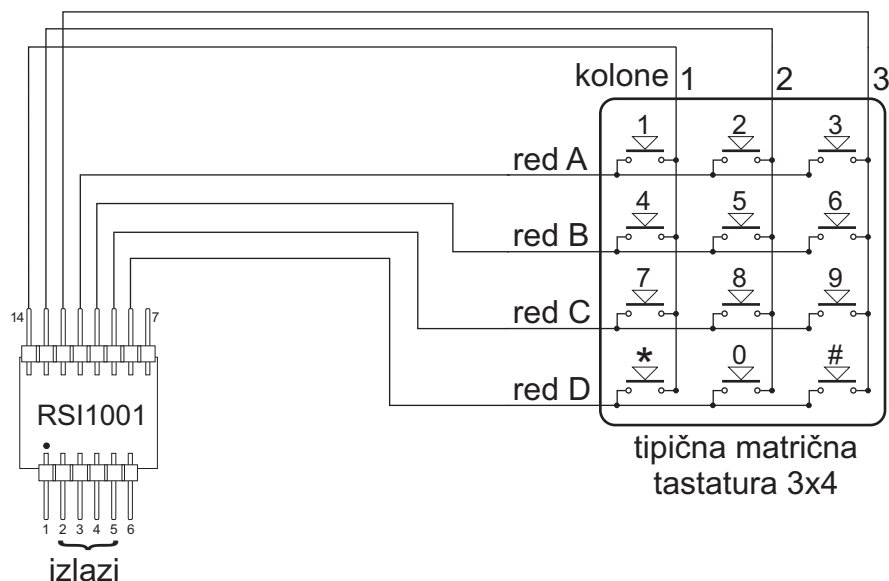 kolone 1 2 3
1 2 3
red A
4 5 6
red B
7 8 9
red C
* 0 #
red D
tipična matrična
tastatura 3x4
14 7
RSI1001
1 2 3 4 5 6
izlazi